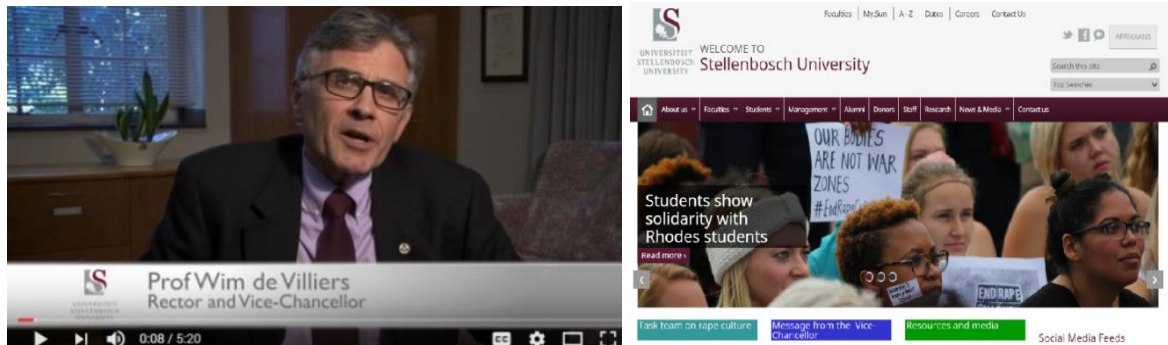 UNIVERSITEIT
STELLENBOSCH
UNIVERSITY
Prof Wim de Villiers
Rector and Vice-Chancellor
0:08 / 5:20
CC
Faculties | My.Sun | A-Z Dates | Careers Contact Us
UNIVERSITEIT
STELLENBOSCH
UNIVERSITY
WELCOME TO
Stellenbosch University
AFRIKAANS
Search this site
Top Searches
About us Faculties Students Management Alumni Donors Staff Research News & Media Contact us
OUR BODIES
ARE NOT WAR
ZONES
Students show
solidarity with
Rhodes students
Read more ›
END RAPE
Task team on rape culture
Message from the Vice-
Chancellor
Resources and media
Social Media Feeds